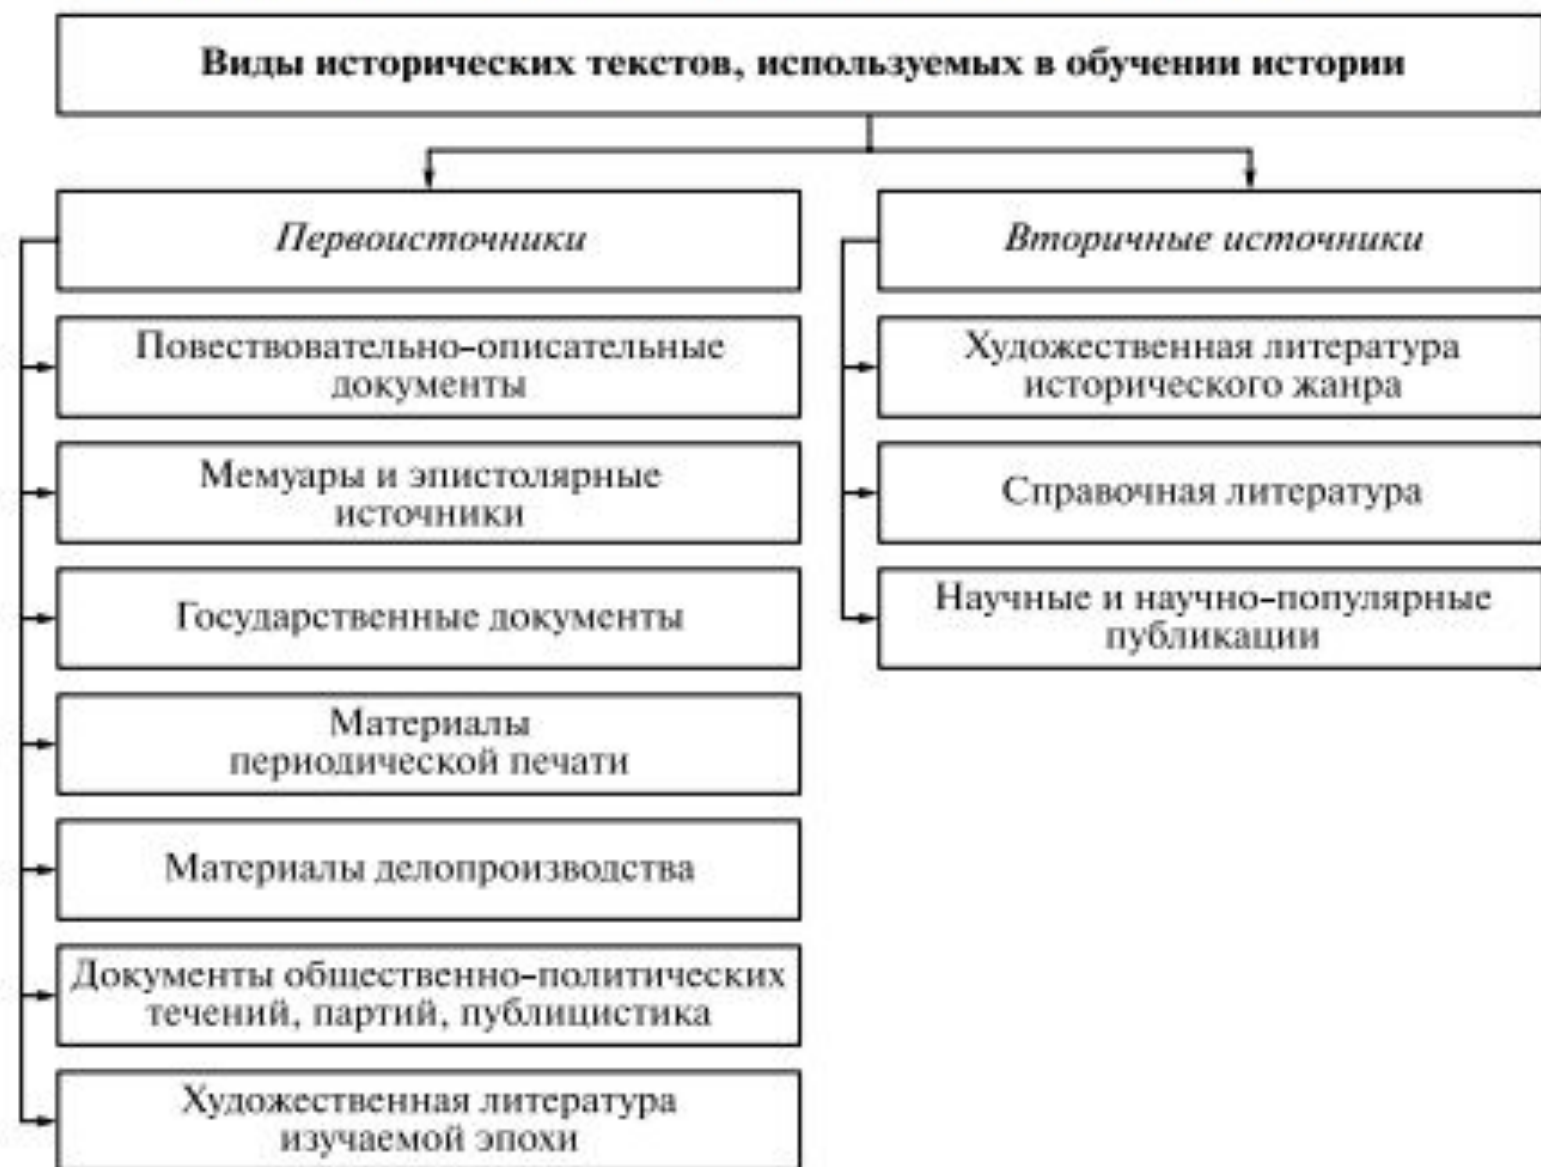 Виды исторических текстов, используемых в обучении истории
Первоисточники
Повествовательно-описательные
документы
Мемуары и эпистолярные
источники
Государственные документы
Материалы
периодической печати
Материалы делопроизводства
Документы общественно-политических
течений, партий, публицистика
Художественная литература
изучаемой эпохи
Вторичные источники
Художественная литература
исторического жанра
Справочная литература
Научные и научно-популярные
публикации